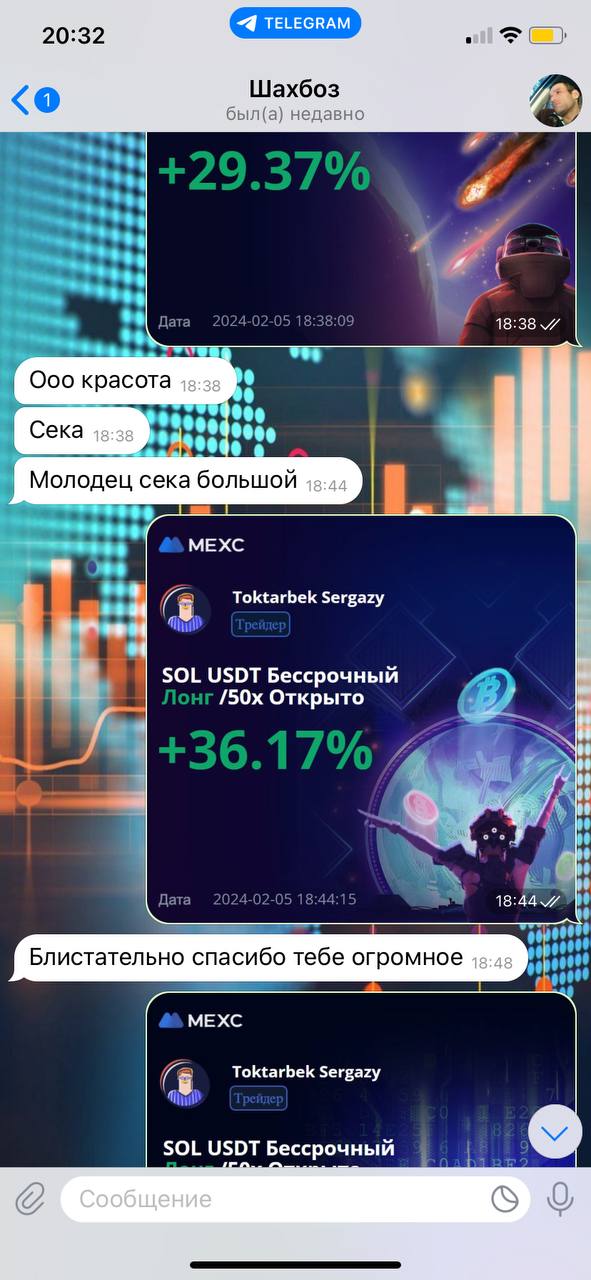 20:32
TELEGRAM
1
Шахбоз
был(а) недавно
+29.37%
Дата 2024-02-05 18:38:09
18:38
Ооо красота 18:38
Сека 18:38
Молодец сека большой 18:44
MEXC
Toktarbek Sergazy
Трейдер
SOL USDT Бессрочный
Лонг /50x Открыто
+36.17%
Дата 2024-02-05 18:44:15
18:44
Блистательно спасибо тебе огромное 18:48
MEXC
Toktarbek Sergazy
Трейдер
SOL USDT Бессрочный
Лонг /50x Открыто
Сообщение